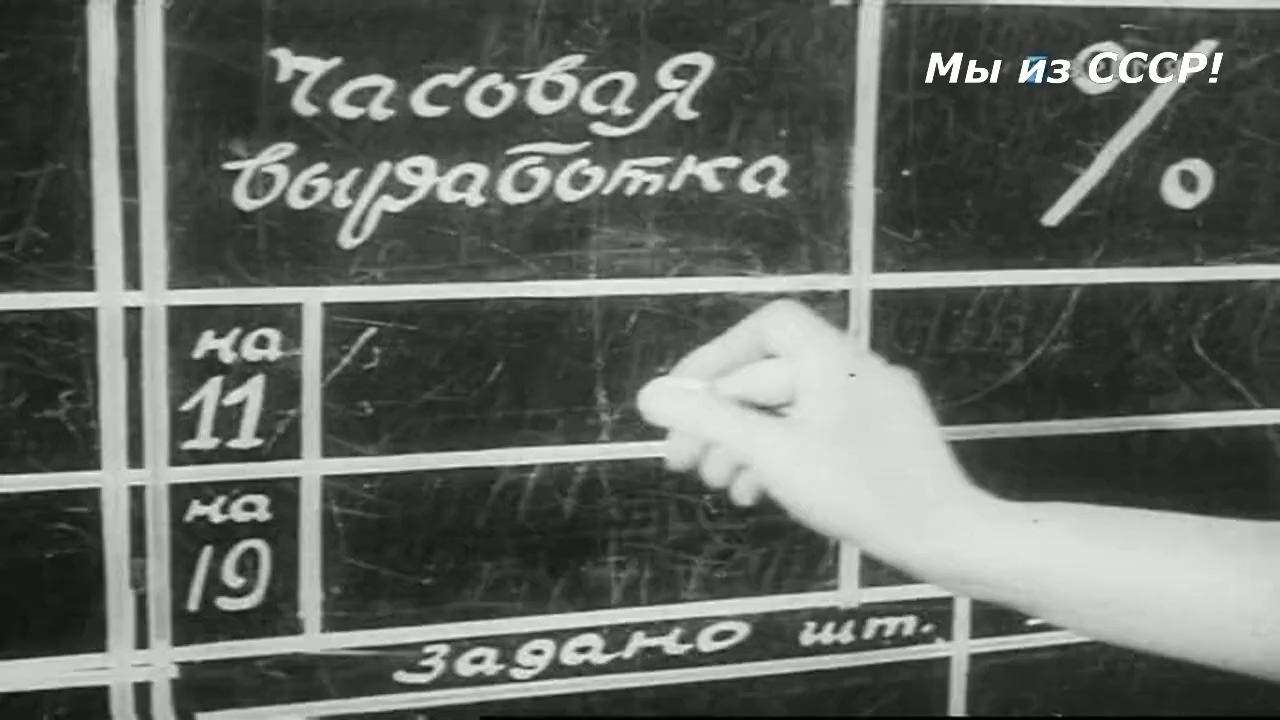 Мы из СССР!
Часовая
выработка
%
на
11
на
19
задано шт.